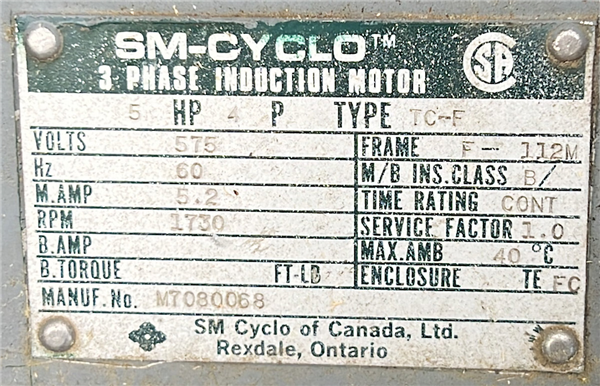 SM-CYCLO™
3 PHASE INDUCTION MOTOR
5 HP 4 P TYPE TC-F
VOLTS 575 FRAME F- 112M
Hz 60 M/B INS.CLASS B/
M.AMP 5.2 TIME RATING CONT
RPM 1730 SERVICE FACTOR 1.0
B.AMP MAX.AMB 40 °C
B.TORQUE FT-LB ENCLOSURE TE FC
MANUF.No. M7080068
SM Cyclo of Canada, Ltd.
Rexdale, Ontario